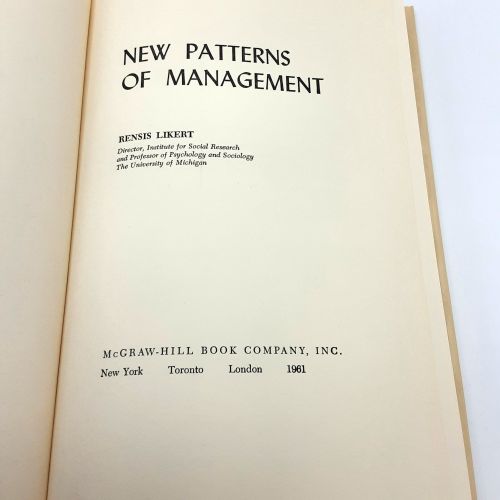 NEW PATTERNS
OF MANAGEMENT
RENSIS LIKERT
Director, Institute for Social Research
and Professor of Psychology and Sociology
The University of Michigan
McGRAW-HILL BOOK COMPANY, INC.
New York Toronto London 1961